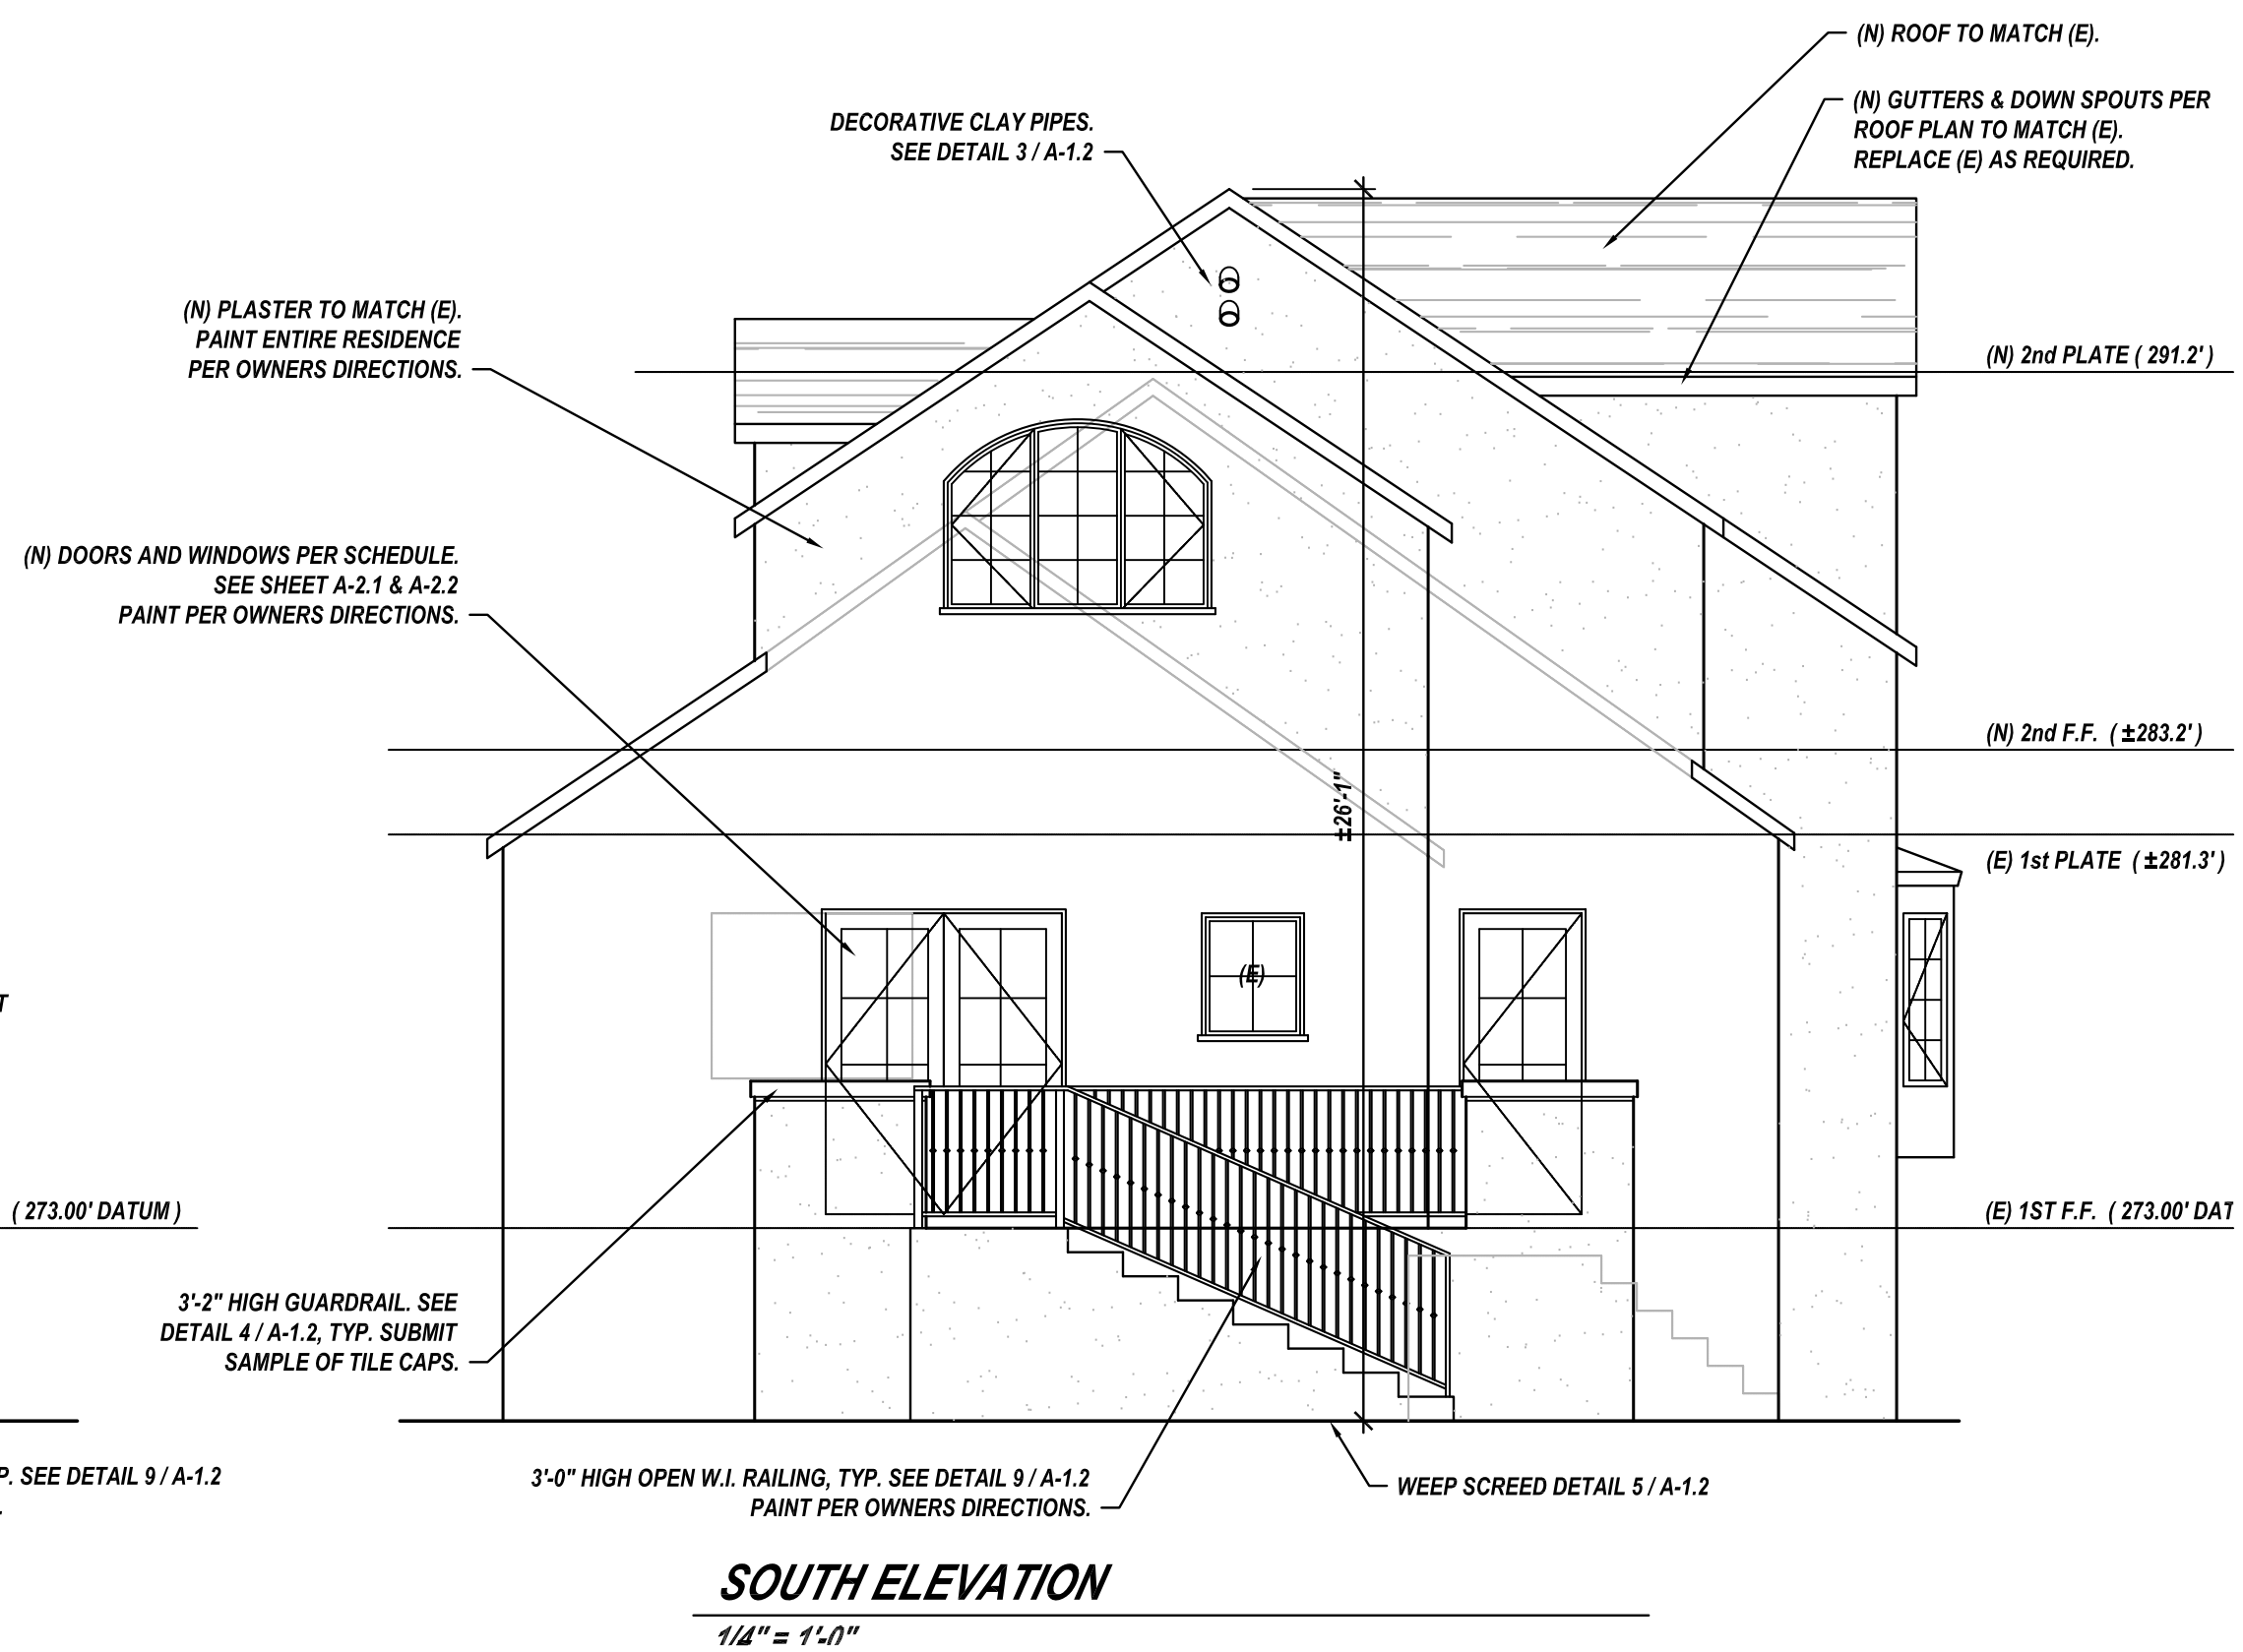 (N) ROOF TO MATCH (E).
(N) GUTTERS & DOWN SPOUTS PER
ROOF PLAN TO MATCH (E).
REPLACE (E) AS REQUIRED.
DECORATIVE CLAY PIPES.
SEE DETAIL 3 / A-1.2
(N) PLASTER TO MATCH (E).
PAINT ENTIRE RESIDENCE
PER OWNERS DIRECTIONS.
(N) 2nd PLATE ( 291.2' )
(N) DOORS AND WINDOWS PER SCHEDULE.
SEE SHEET A-2.1 & A-2.2
PAINT PER OWNERS DIRECTIONS.
(N) 2nd F.F. ( ±283.2' )
±26'-1"
(E) 1st PLATE ( ±281.3' )
(E)
T
( 273.00' DATUM )
(E) 1ST F.F. ( 273.00' DAT
3'-2" HIGH GUARDRAIL. SEE
DETAIL 4 / A-1.2, TYP. SUBMIT
SAMPLE OF TILE CAPS.
P. SEE DETAIL 9 / A-1.2
.
3'-0" HIGH OPEN W.I. RAILING, TYP. SEE DETAIL 9 / A-1.2
PAINT PER OWNERS DIRECTIONS.
WEEP SCREED DETAIL 5 / A-1.2
SOUTH ELEVATION
1/4" = 1'-0"